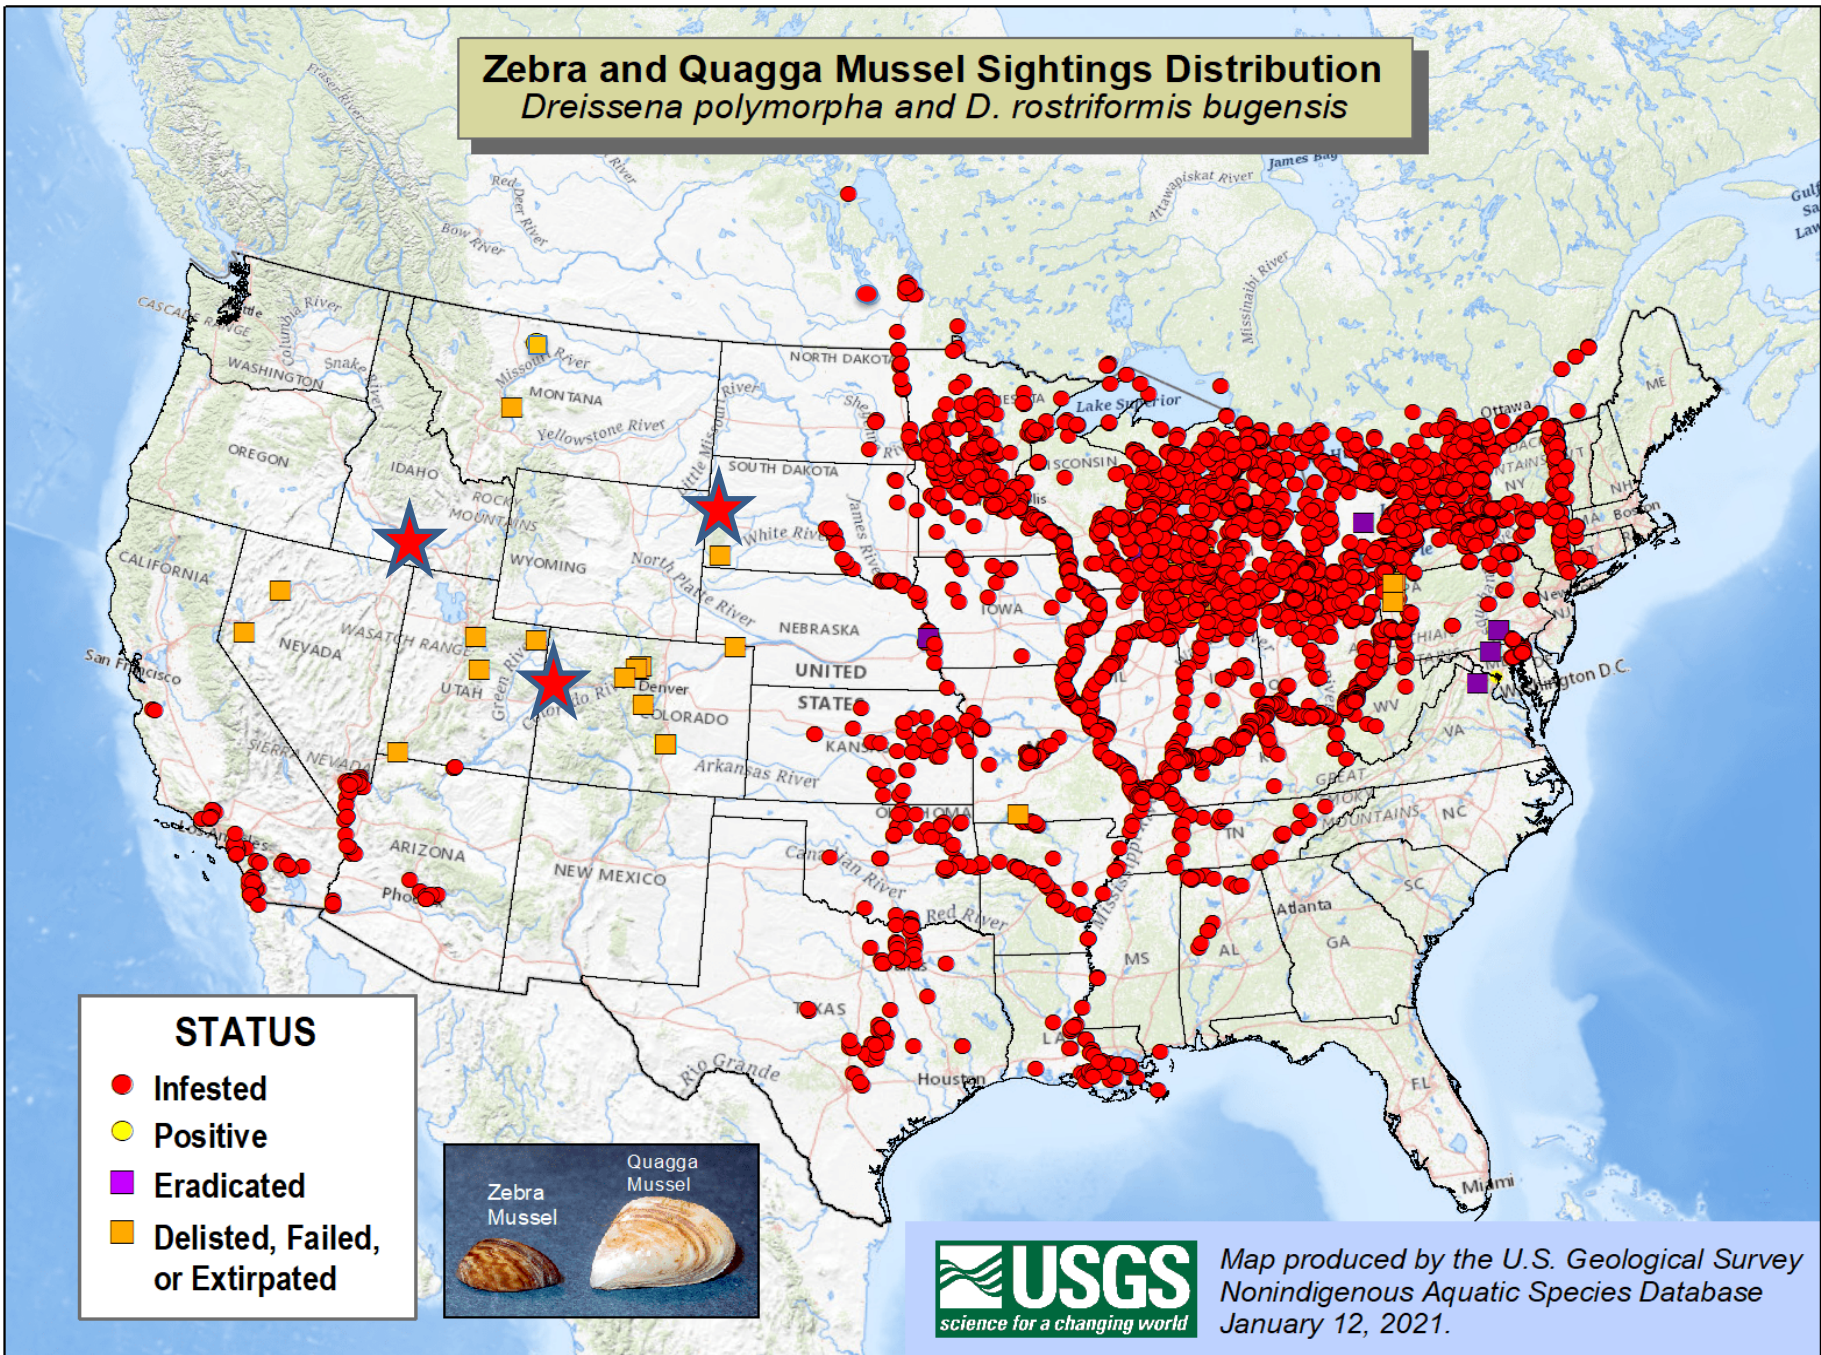 Zebra and Quagga Mussel Sightings Distribution
Dreissena polymorpha and D. rostriformis bugensis
Fraser River
River
Red Deer River
Bow River
James Bay
Attawapiskat River
Missinaibi River
Gulf
CASCADE RANGE
Columbia River
WASHINGTON
Snake River
Missouri River
MONTANA
Yellowstone River
Little Missouri River
NORTH DAKOTA
Lake Superior
Ottawa
ME
OREGON
IDAHO
ROCKY
MOUNTAINS
SOUTH DAKOTA
James River
White River
NY
NH
Boston
CALIFORNIA
WYOMING
North Platte River
IOWA
NEVADA
WASATCH RANGE
NEBRASKA
San Francisco
UTAH
Green River
Denver
COLORADO
UNITED
STATES
IL
WV
VA
Washington D.C.
SIERRA NEVADA
Arkansas River
GREAT
SMOKY
MOUNTAINS
NC
TN
ARIZONA
NEW MEXICO
Canadian River
Red River
SC
Atlanta
MS
AL
GA
TEXAS
Rio Grande
Houston
FL
Miami
STATUS
Infested
Positive
Eradicated
Delisted, Failed,
or Extirpated
Zebra
Mussel
Quagga
Mussel
USGS
science for a changing world
Map produced by the U.S. Geological Survey
Nonindigenous Aquatic Species Database
January 12, 2021.